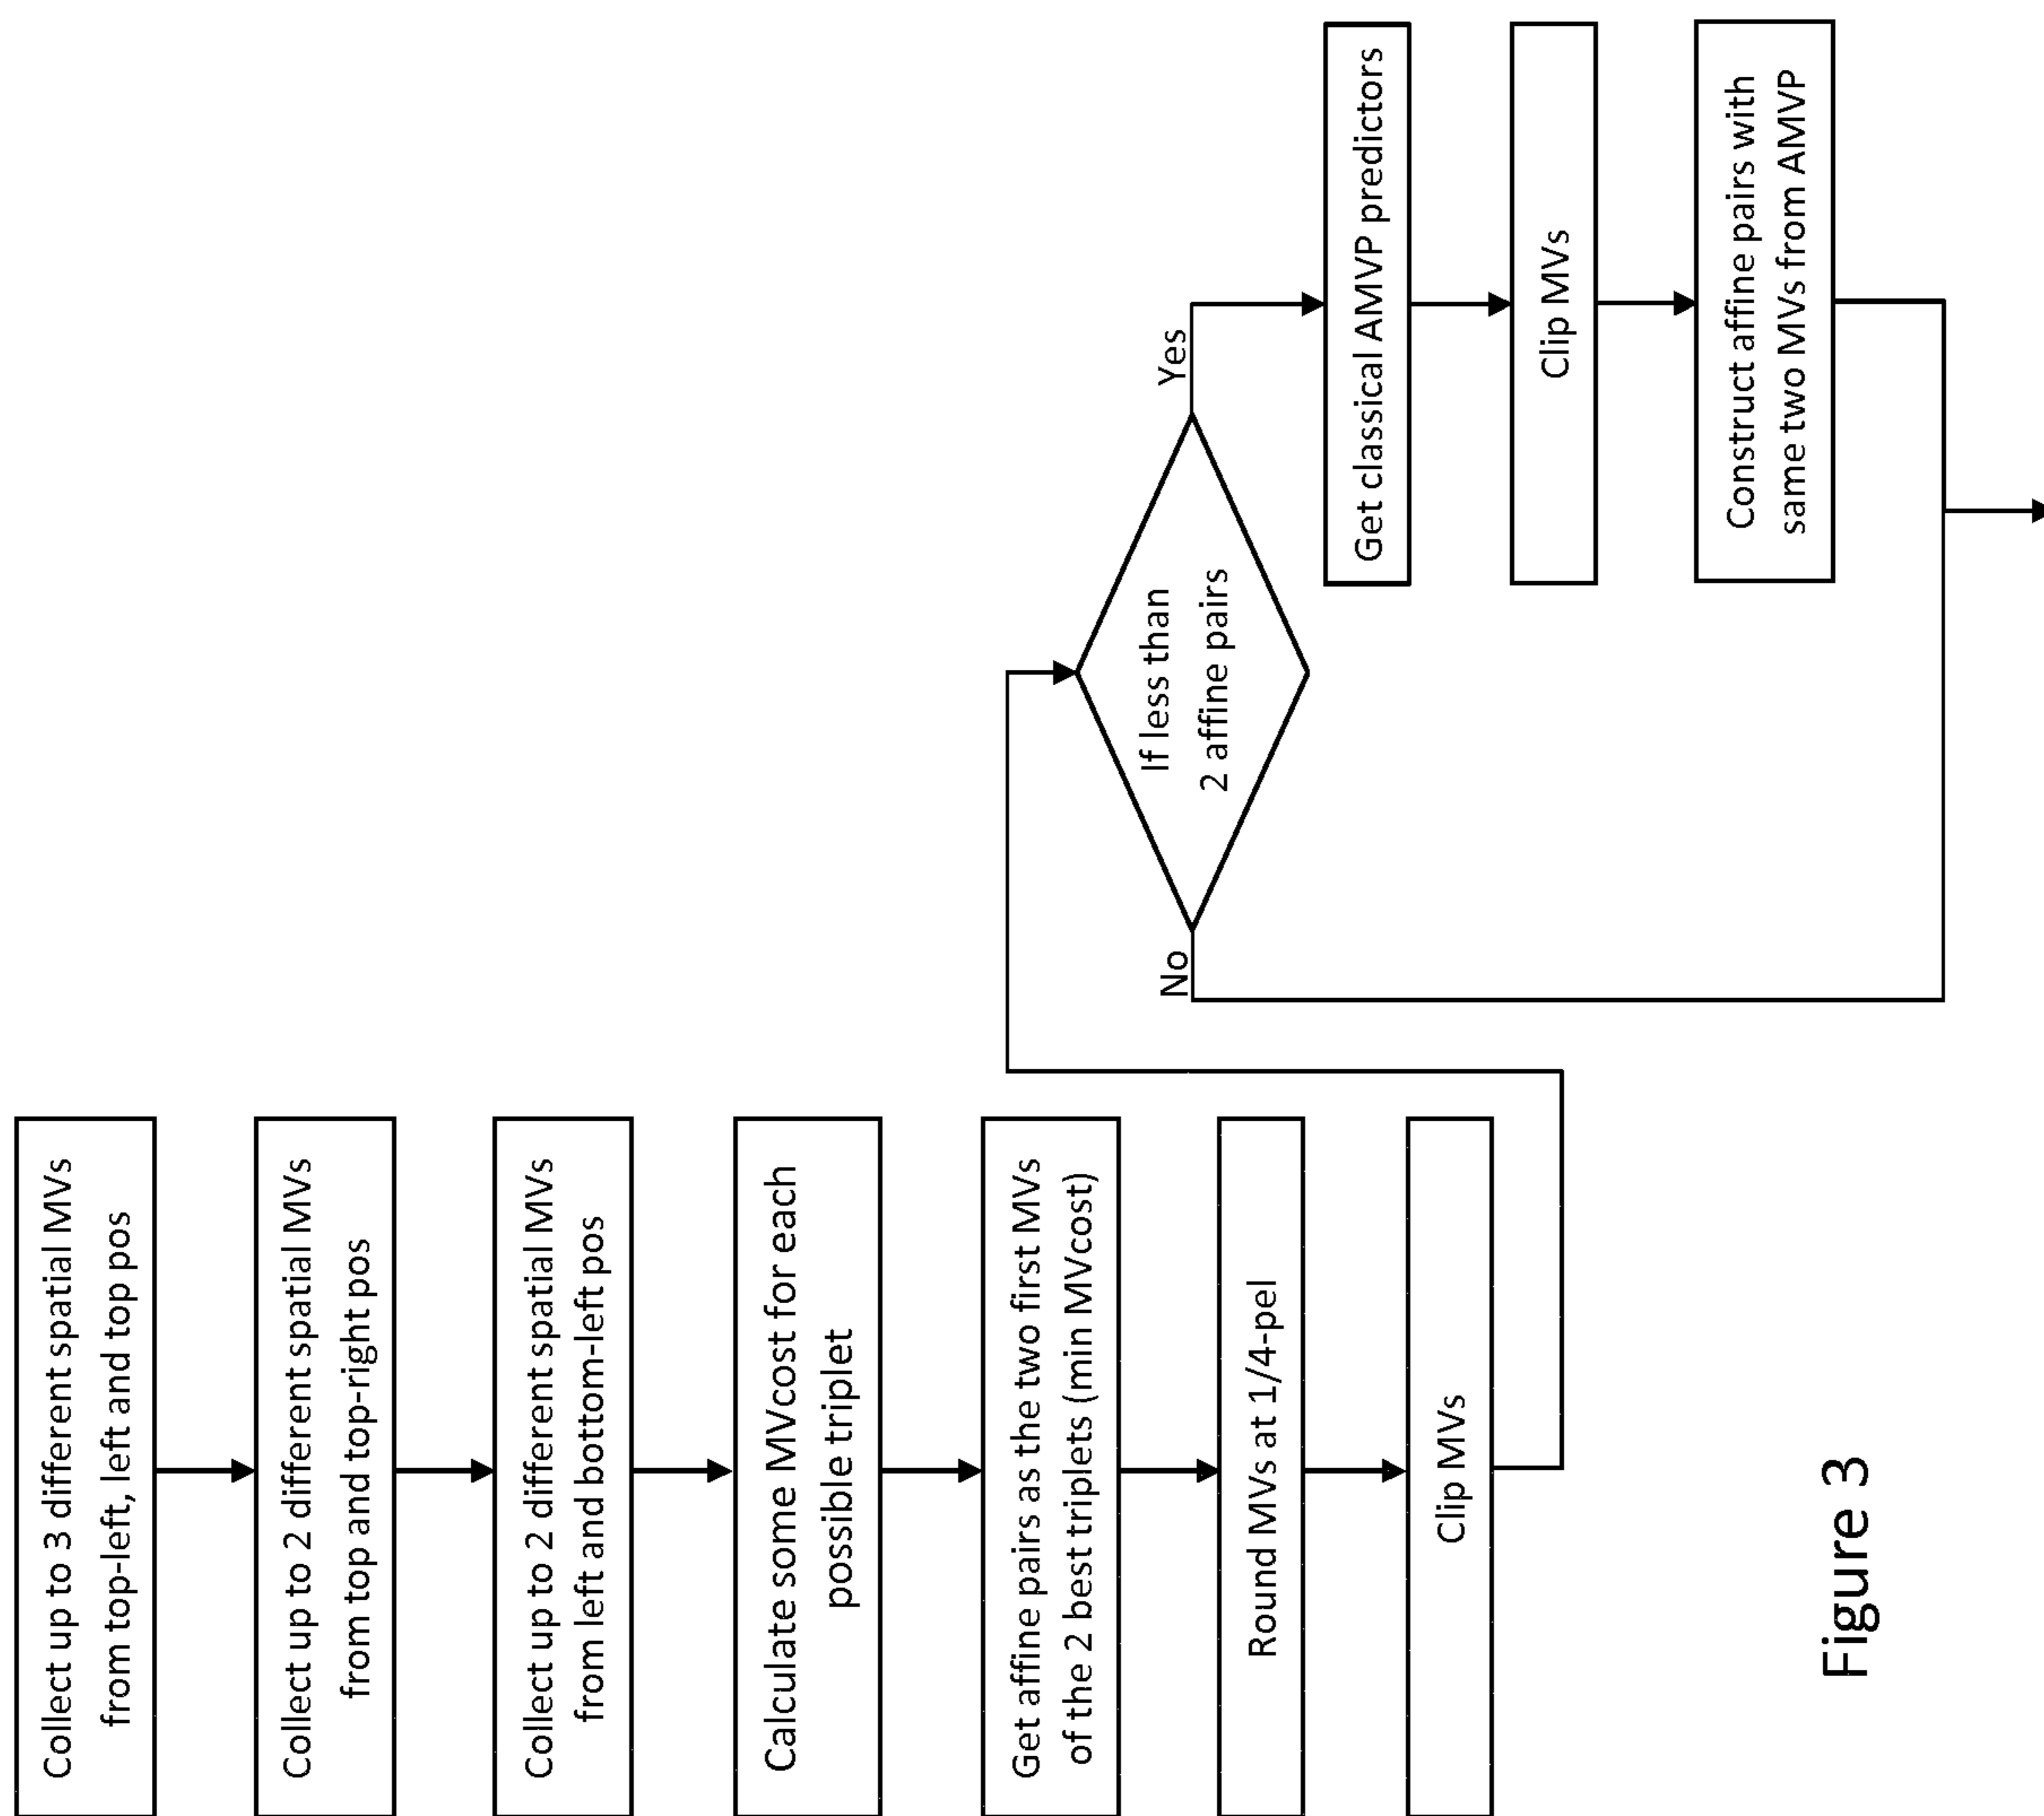 Collect up to 3 different spatial MVs
from top-left, left and top pos
Collect up to 2 different spatial MVs
from top and top-right pos
Collect up to 2 different spatial MVs
from left and bottom-left pos
Calculate some MVcost for each
possible triplet
Get affine pairs as the two first MVs
of the 2 best triplets (min MVcost)
Round MVs at 1/4-pel
Clip MVs
If less than
2 affine pairs
No
Yes
Get classical AMVP predictors
Clip MVs
Construct affine pairs with
same two MVs from AMVP
Figure 3